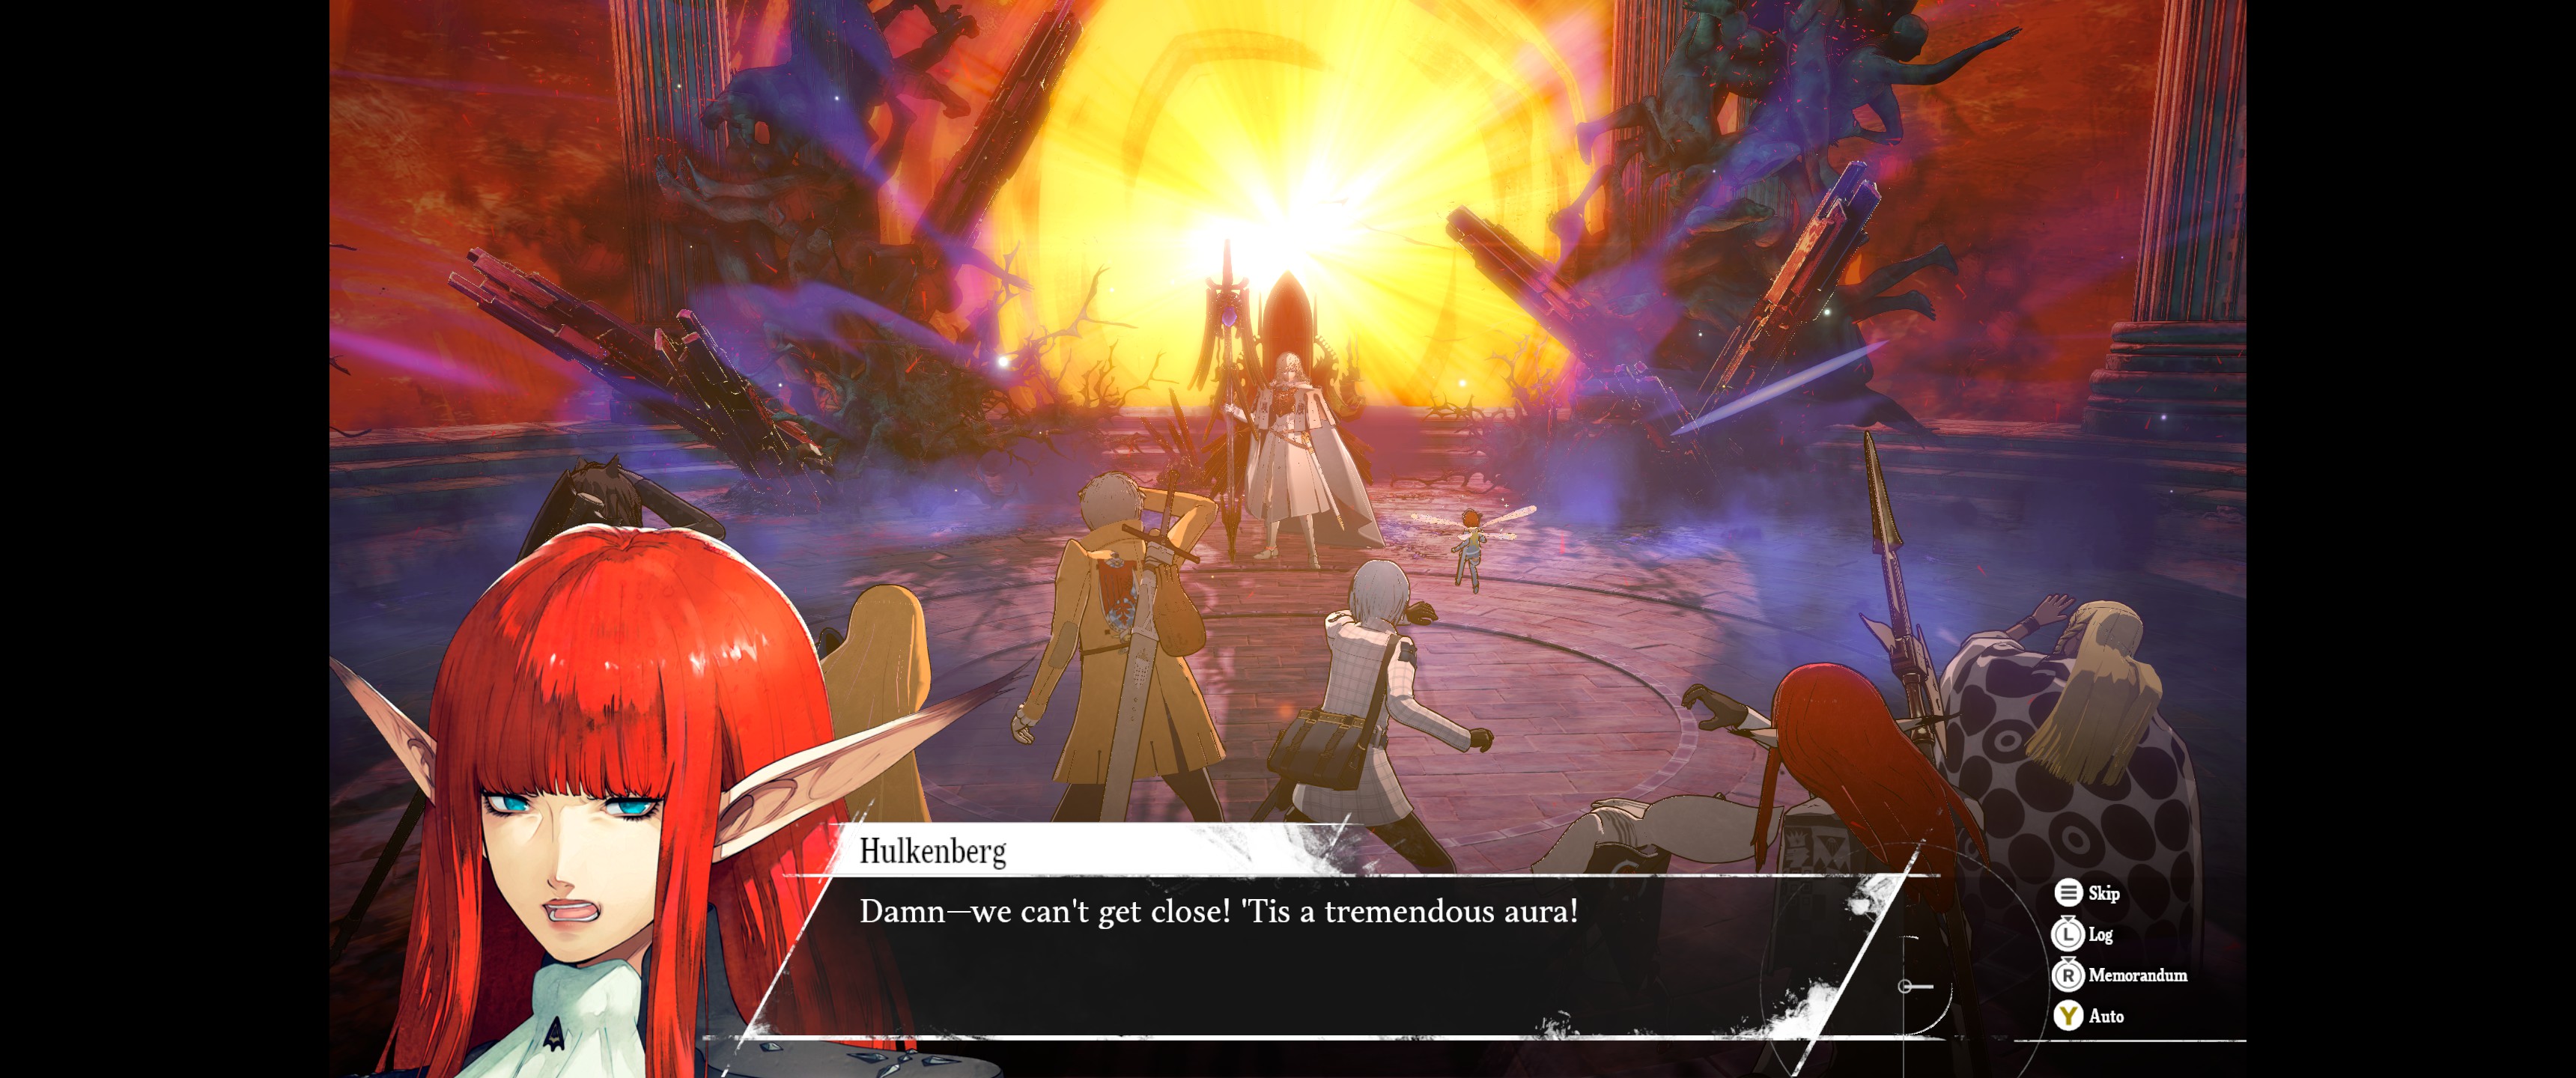 Hulkenberg
Damn—we can't get close! 'Tis a tremendous aura!
Skip
L Log
R Memorandum
Y Auto